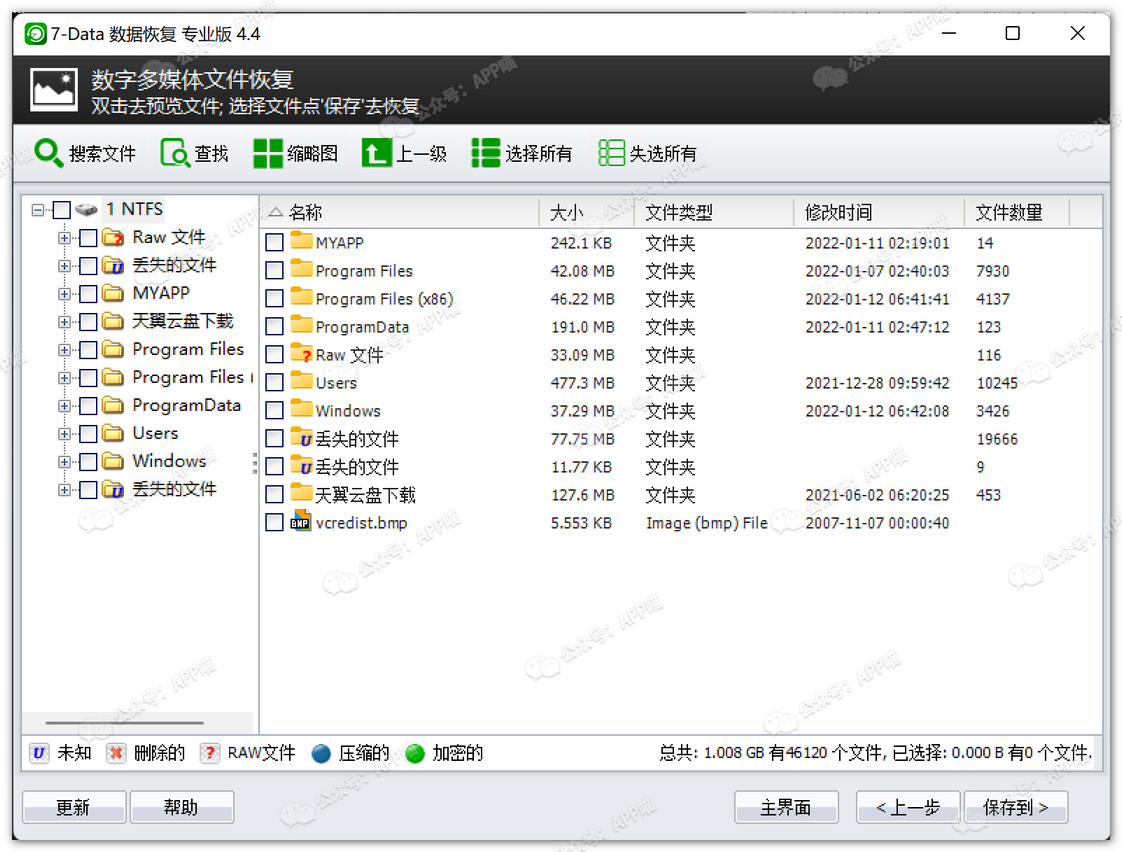 7-Data 数据恢复 专业版 4.4
数字多媒体文件恢复
双击去预览文件; 选择文件点'保存'去恢复
搜索文件 查找 缩略图 上一级 选择所有 失选所有
1 NTFS
Raw 文件
丢失的文件
MYAPP
天翼云盘下载
Program Files
Program Files (
ProgramData
Users
Windows
丢失的文件
名称 大小 文件类型 修改时间 文件数量
MYAPP 242.1 KB 文件夹 2022-01-11 02:19:01 14
Program Files 42.08 MB 文件夹 2022-01-07 02:40:03 7930
Program Files (x86) 46.22 MB 文件夹 2022-01-12 06:41:41 4137
ProgramData 191.0 MB 文件夹 2022-01-11 02:47:12 123
Raw 文件 33.09 MB 文件夹 116
Users 477.3 MB 文件夹 2021-12-28 09:59:42 10245
Windows 37.29 MB 文件夹 2022-01-12 06:42:08 3426
丢失的文件 77.75 MB 文件夹 19666
丢失的文件 11.77 KB 文件夹 9
天翼云盘下载 127.6 MB 文件夹 2021-06-02 06:20:25 453
vcredist.bmp 5.553 KB Image (bmp) File 2007-11-07 00:00:40
U 未知 删除的 ? RAW文件 压缩的 加密的 总共: 1.008 GB 有46120 个文件, 已选择: 0.000 B 有0 个文件.
更新 帮助 主界面 < 上一步 保存到 >
公众号: APP喵